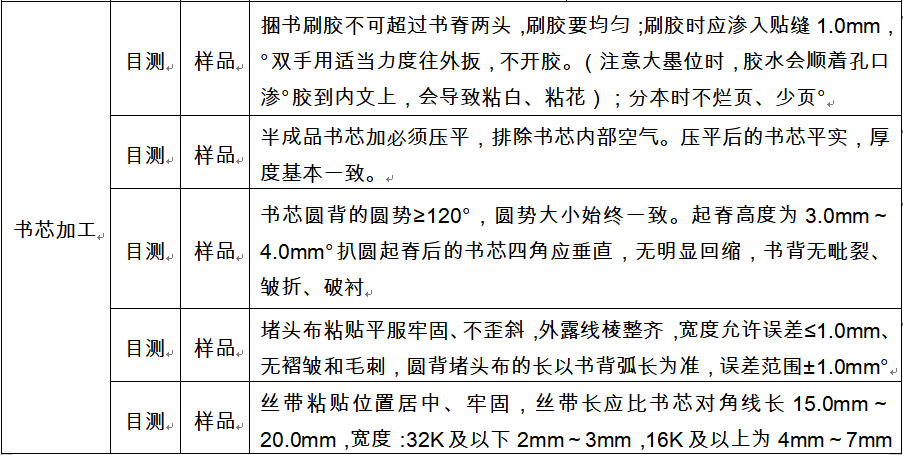 书芯加工
目测 样品
捆书刷胶不可超过书脊两头,刷胶要均匀;刷胶时应渗入贴缝1.0mm,
°双手用适当力度往外扳,不开胶。(注意大墨位时,胶水会顺着孔口
渗°胶到内文上,会导致粘白、粘花);分本时不烂页、少页°
目测 样品
半成品书芯加必须压平,排除书芯内部空气。压平后的书芯平实,厚
度基本一致。
目测 样品
书芯圆背的圆势≥120°,圆势大小始终一致。起脊高度为3.0mm~
4.0mm°扒圆起脊后的书芯四角应垂直,无明显回缩,书背无毗裂、
皱折、破衬
目测 样品
堵头布粘贴平服牢固、不歪斜,外露线棱整齐,宽度允许误差≤1.0mm、
无褶皱和毛刺,圆背堵头布的长以书背弧长为准,误差范围±1.0mm°
目测 样品
丝带粘贴位置居中、牢固,丝带长应比书芯对角线长15.0mm~
20.0mm,宽度:32K及以下2mm~3mm,16K及以上为4mm~7mm